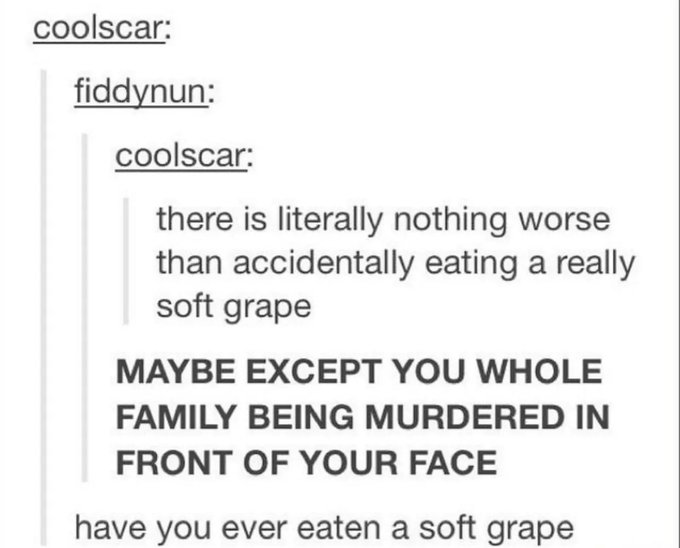 coolscar:
fiddynun:
coolscar:
there is literally nothing worse
than accidentally eating a really
soft grape
MAYBE EXCEPT YOU WHOLE
FAMILY BEING MURDERED IN
FRONT OF YOUR FACE
have you ever eaten a soft grape